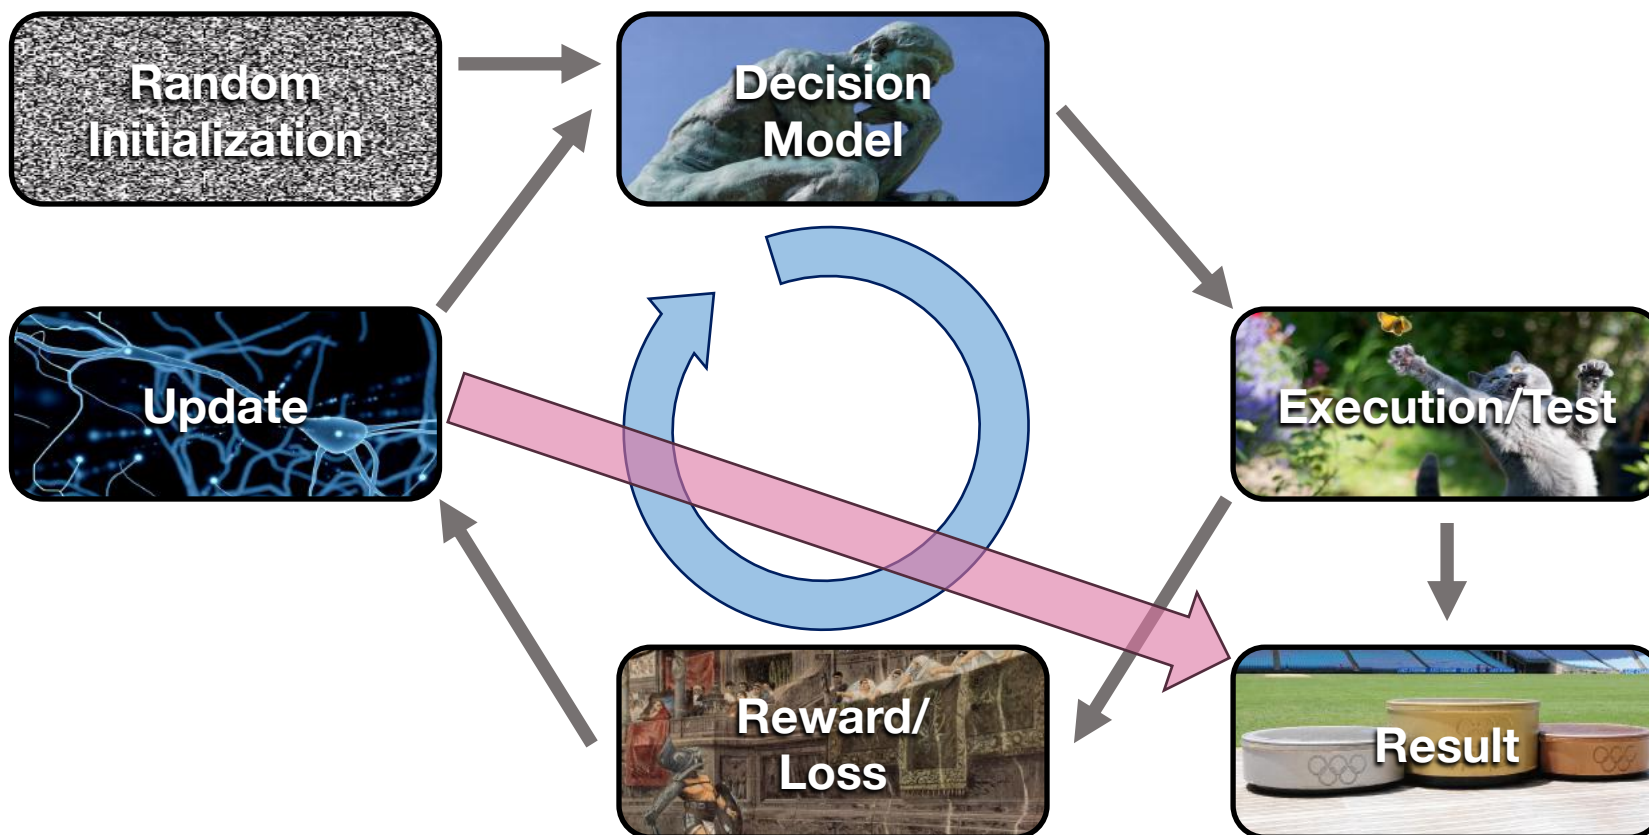 Random
Initialization
Decision
Model
Update
Execution/Test
Reward/
Loss
Result